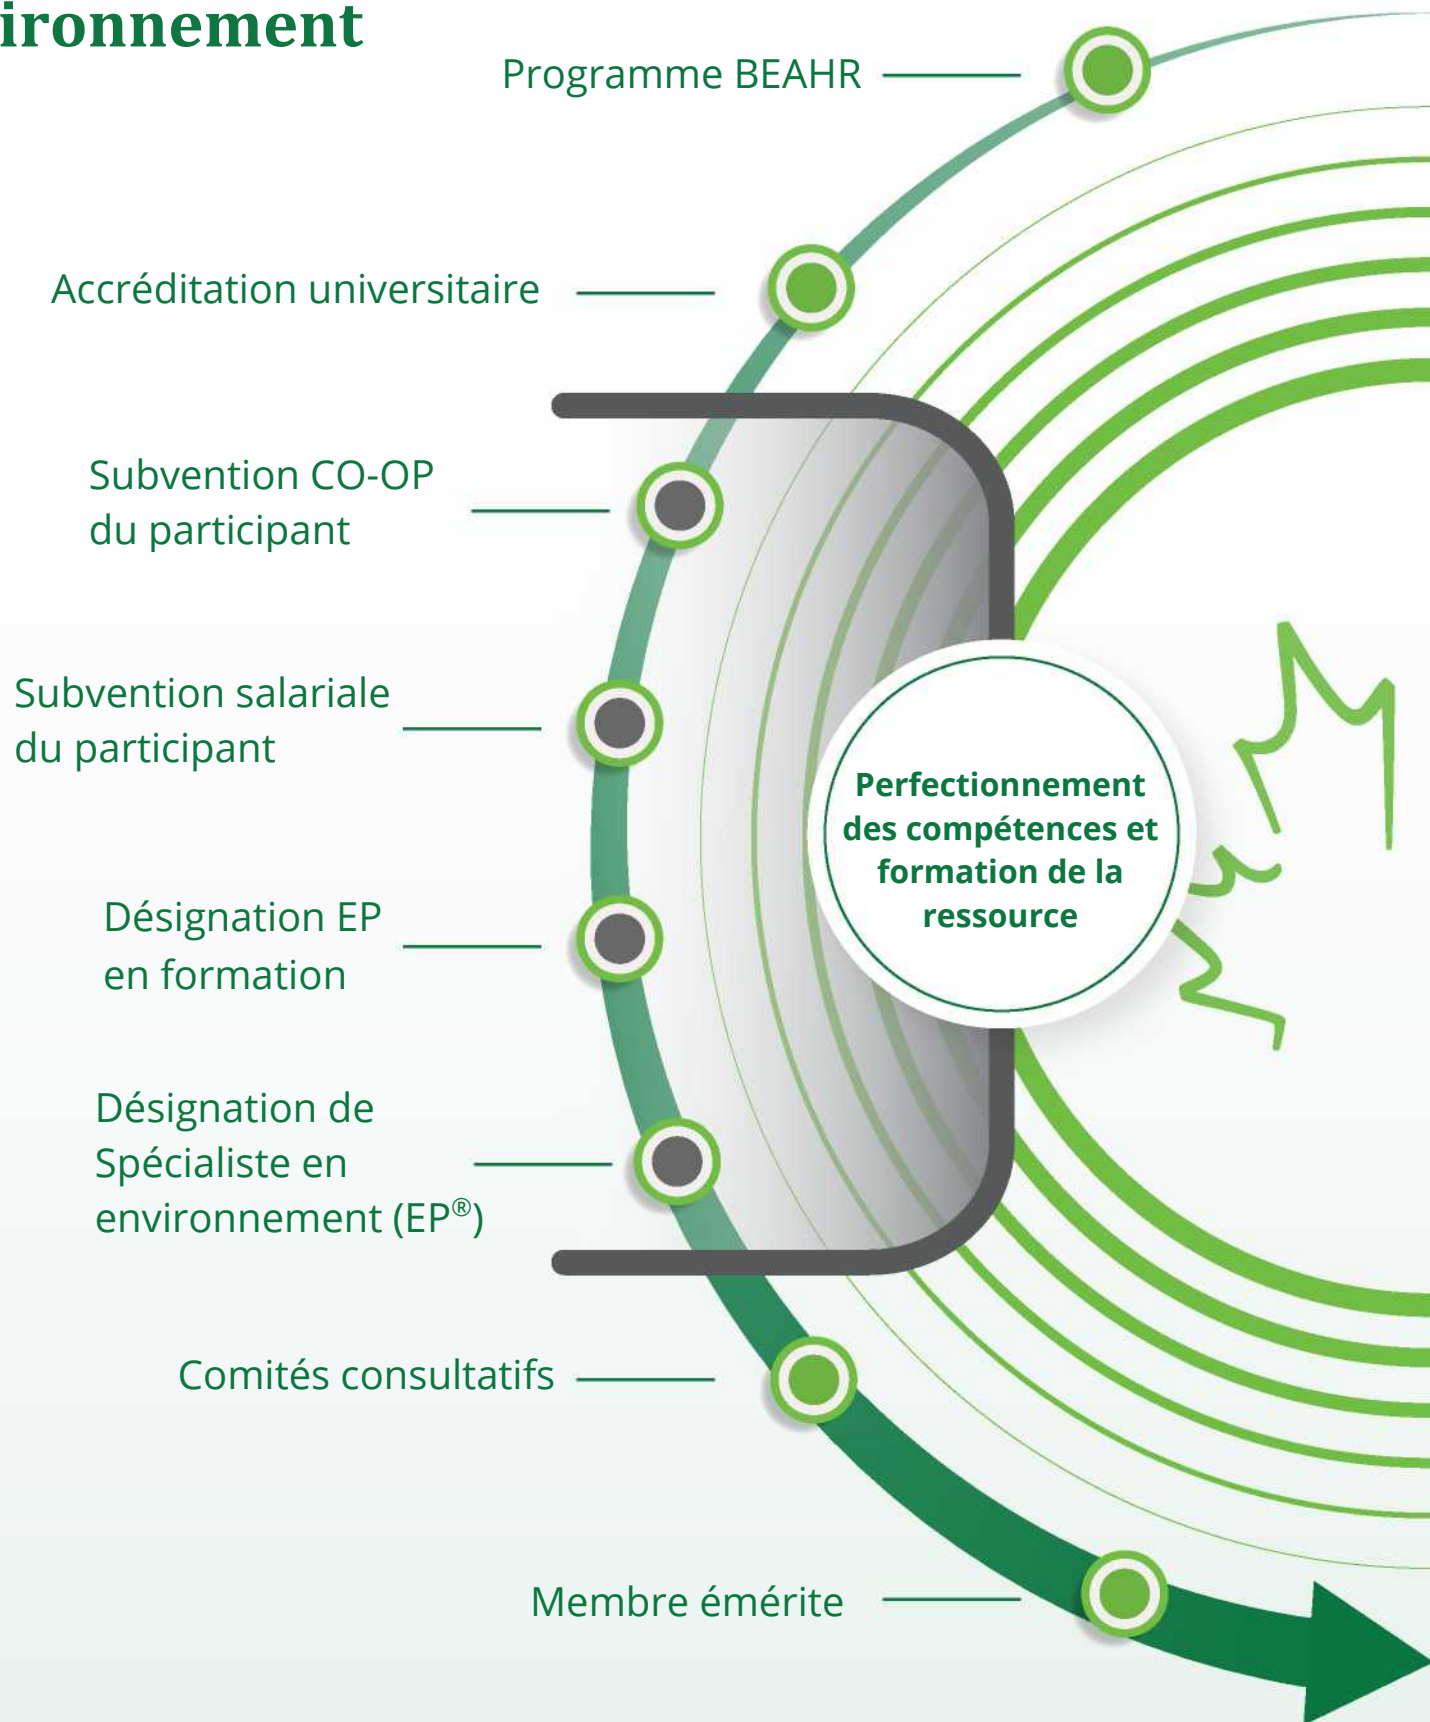 ironnement
Programme BEAHR
Accréditation universitaire
Subvention CO-OP
du participant
Subvention salariale
du participant
Perfectionnement
des compétences et
formation de la
ressource
Désignation EP
en formation
Désignation de
Spécialiste en
environnement (EP®)
Comités consultatifs
Membre émérite